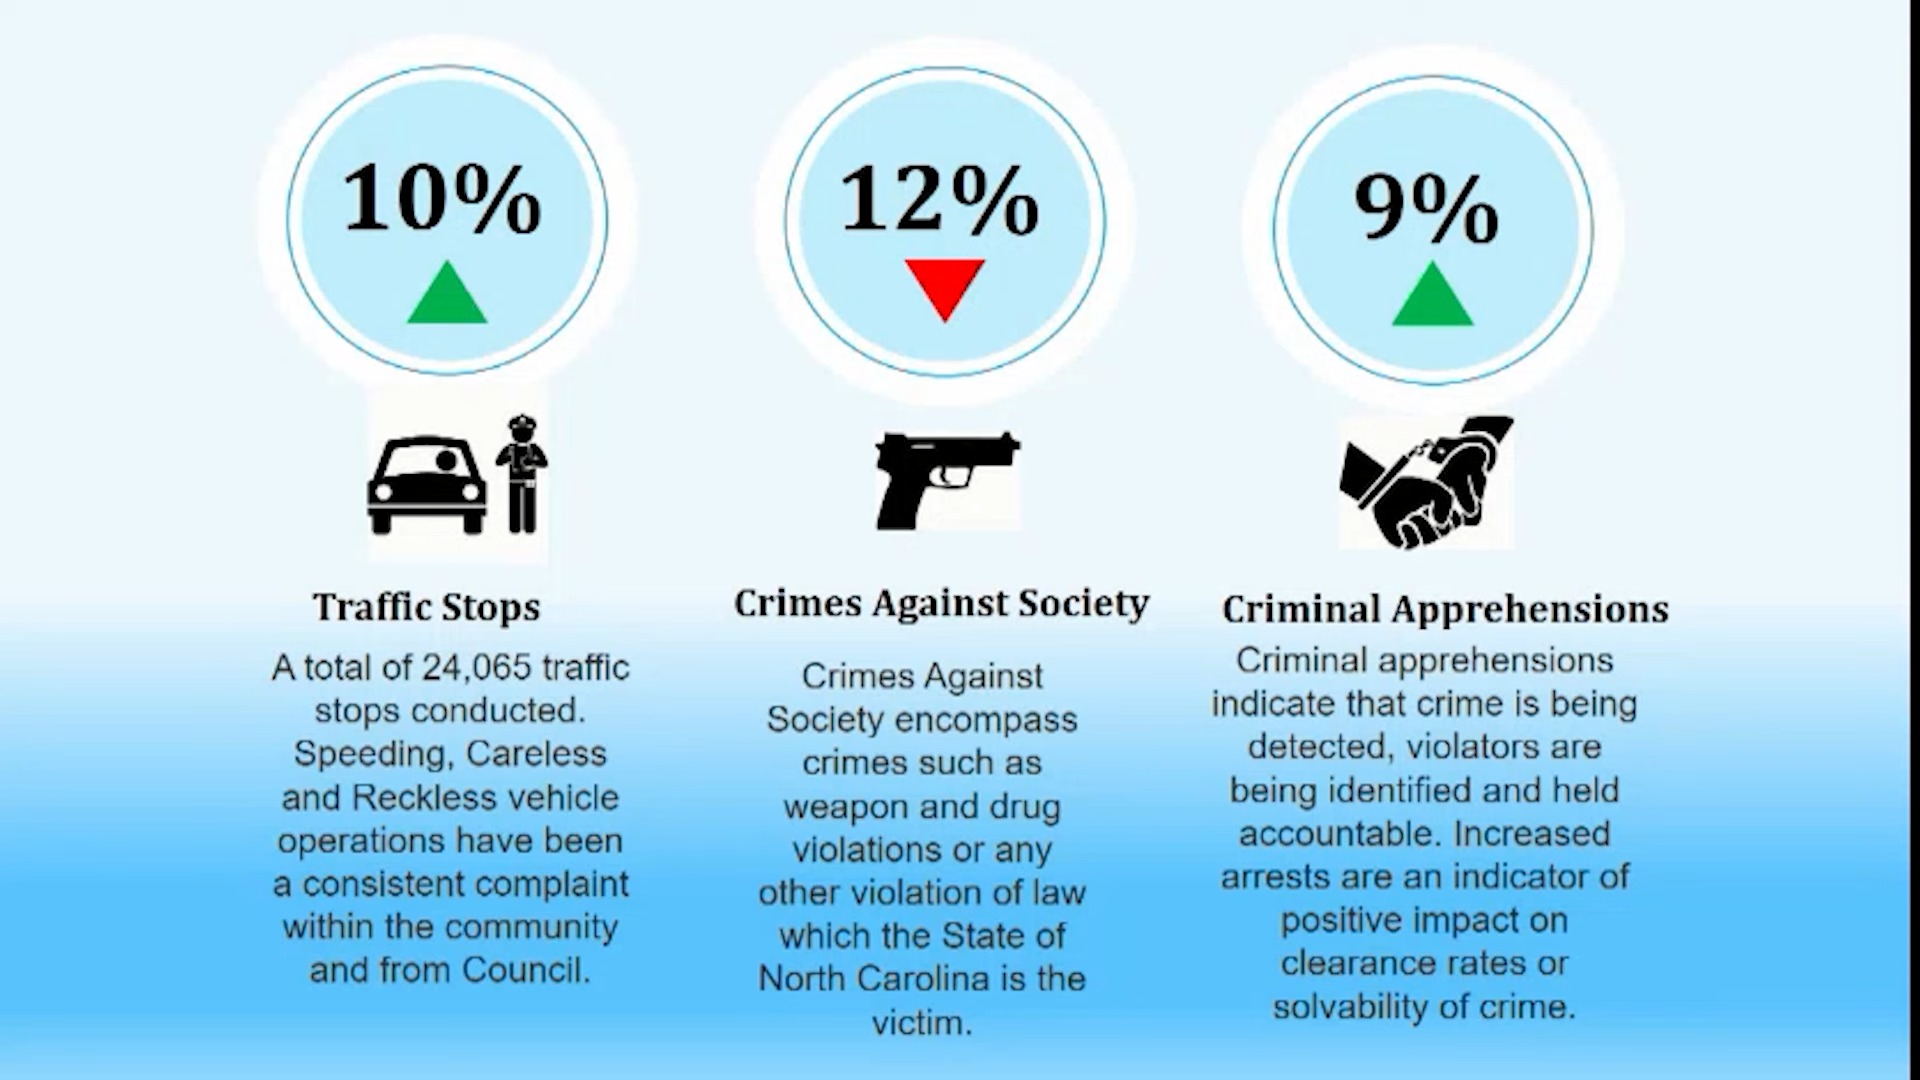 10%
Traffic Stops
A total of 24,065 traffic
stops conducted.
Speeding, Careless
and Reckless vehicle
operations have been
a consistent complaint
within the community
and from Council.
12%
Crimes Against Society
Crimes Against
Society encompass
crimes such as
weapon and drug
violations or any
other violation of law
which the State of
North Carolina is the
victim.
9%
Criminal Apprehensions
Criminal apprehensions
indicate that crime is being
detected, violators are
being identified and held
accountable. Increased
arrests are an indicator of
positive impact on
clearance rates or
solvability of crime.